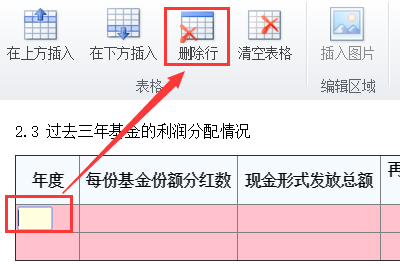 在上方插入 在下方插入 删除行 清空表格 插入图片
表格 编辑区域
2.3 过去三年基金的利润分配情况
年度 每份基金份额分红数 现金形式发放总额 再